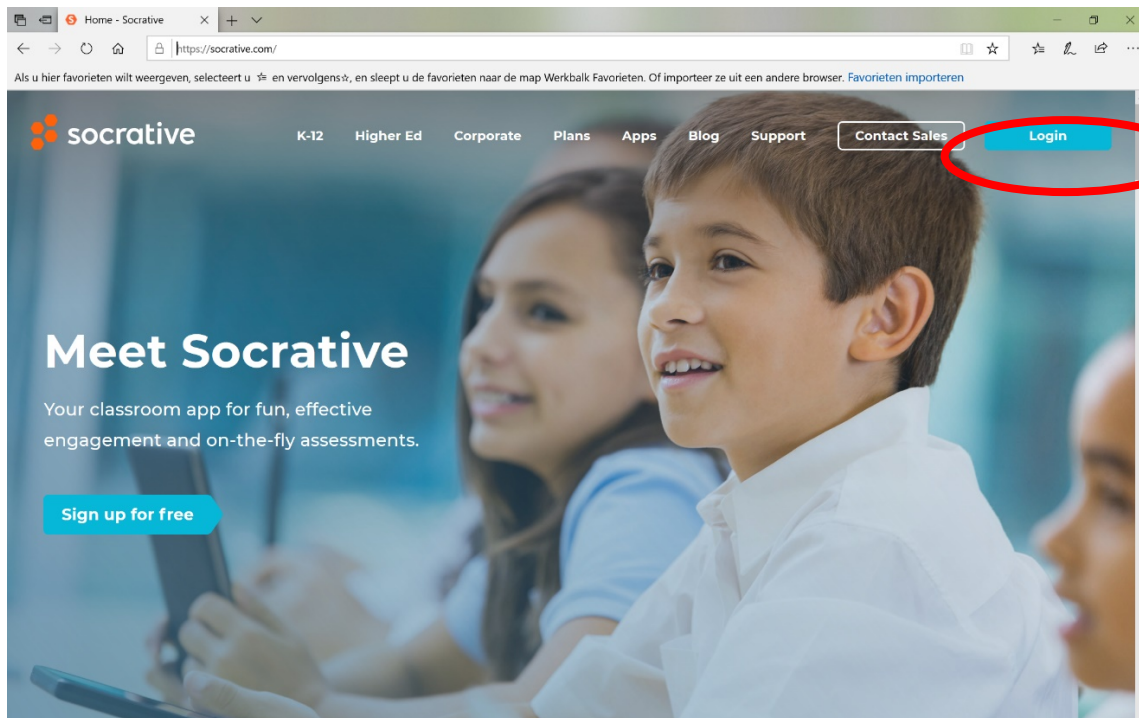 Home - Socrative
https://socrative.com/
Als u hier favorieten wilt weergeven, selecteert u en vervolgens, en sleept u de favorieten naar de map Werkbalk Favorieten. Of importeer ze uit een andere browser. Favorieten importeren
socrative K-12 Higher Ed Corporate Plans Apps Blog Support Contact Sales Login
Meet Socrative
Your classroom app for fun, effective
engagement and on-the-fly assessments.
Sign up for free